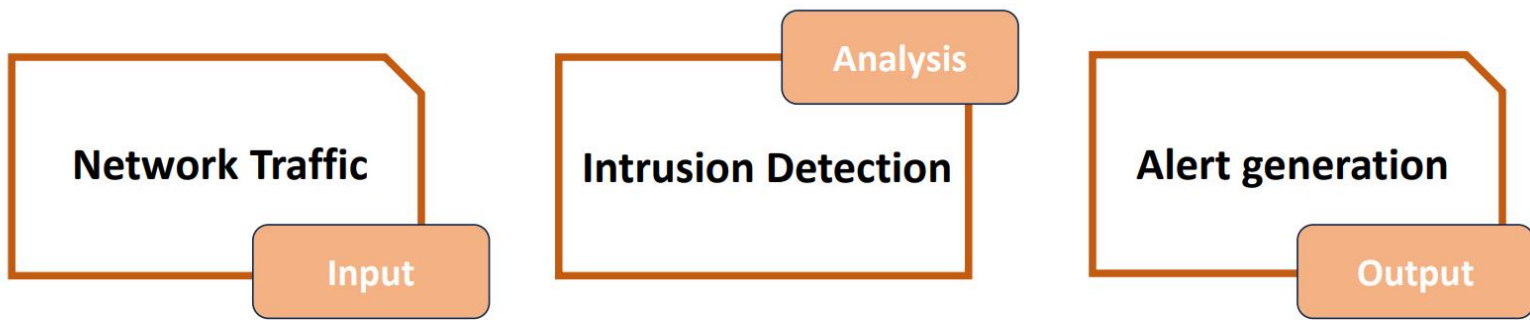 Network Traffic
Input
Analysis
Intrusion Detection
Alert generation
Output